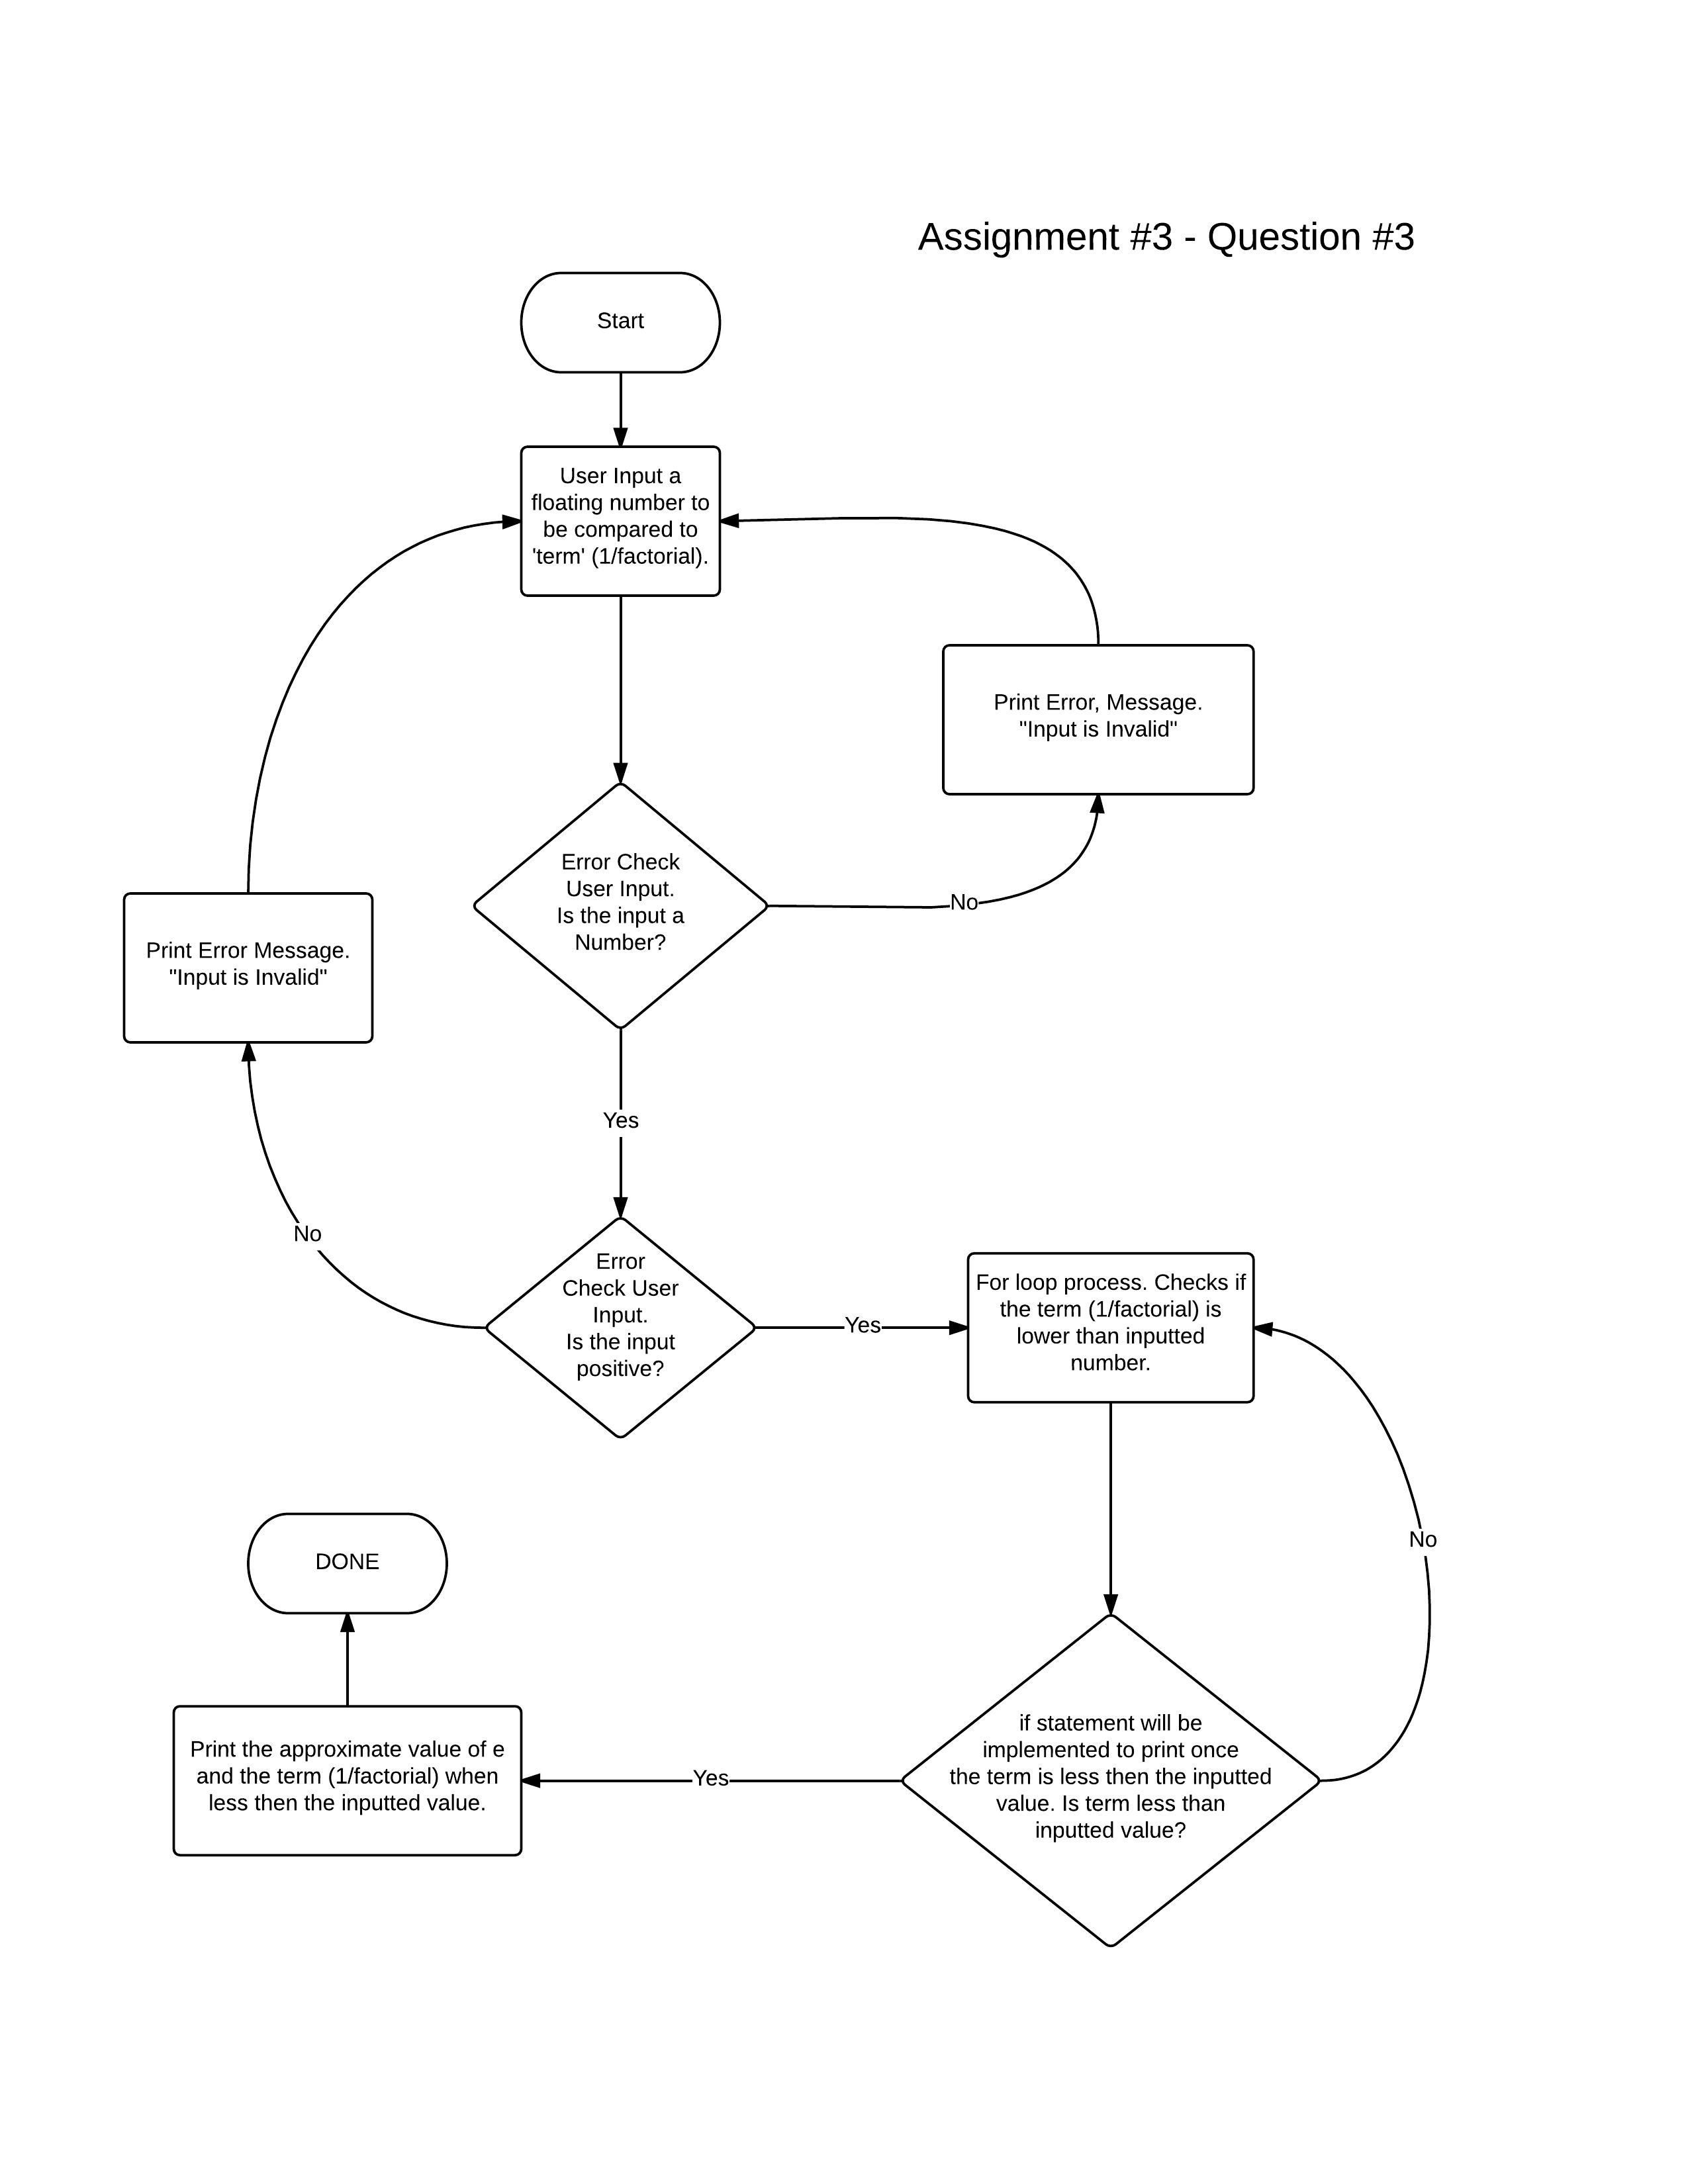 Assignment #3 - Question #3
Start
User Input a
floating number to
be compared to
'term' (1/factorial).
Print Error, Message.
"Input is Invalid"
Error Check
User Input.
Is the input a
Number?
No
Print Error Message.
"Input is Invalid"
Yes
No
Error
Check User
Input.
Is the input
positive?
Yes
For loop process. Checks if
the term (1/factorial) is
lower than inputted
number.
No
DONE
if statement will be
implemented to print once
the term is less then the inputted
value. Is term less than
inputted value?
Yes
Print the approximate value of e
and the term (1/factorial) when
less then the inputted value.